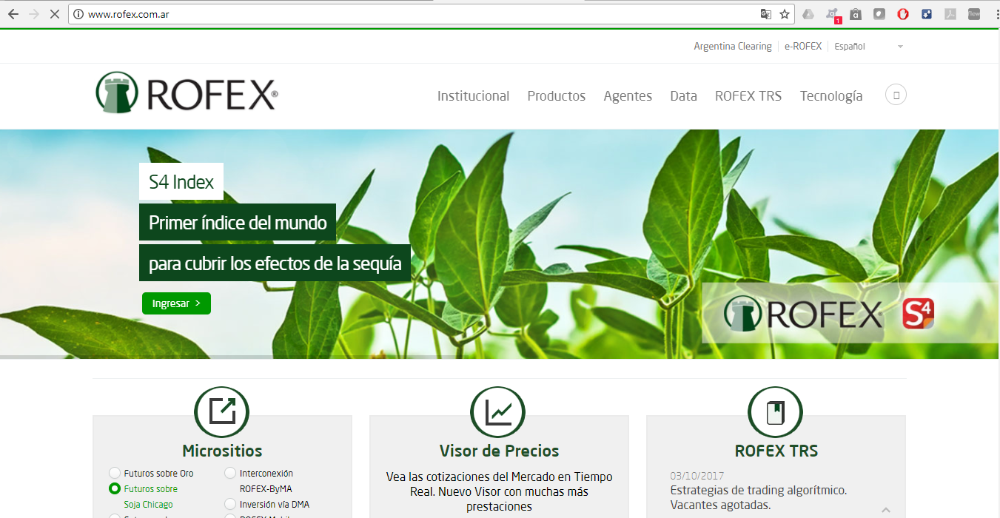 www.rofex.com.ar
1
Argentina Clearing
e-ROFEX
Español
ROFEX®
Institucional
Productos
Agentes
Data
ROFEX TRS
Tecnología
S4 Index
Primer índice del mundo
para cubrir los efectos de la sequía
Ingresar >
ROFEX
S4
Micrositios
Futuros sobre Oro
Futuros sobre
Soja Chicago
Interconexión
ROFEX-ByMA
Inversión vía DMA
Visor de Precios
Vea las cotizaciones del Mercado en Tiempo
Real. Nuevo Visor con muchas más
prestaciones
ROFEX TRS
03/10/2017
Estrategias de trading algorítmico.
Vacantes agotadas.